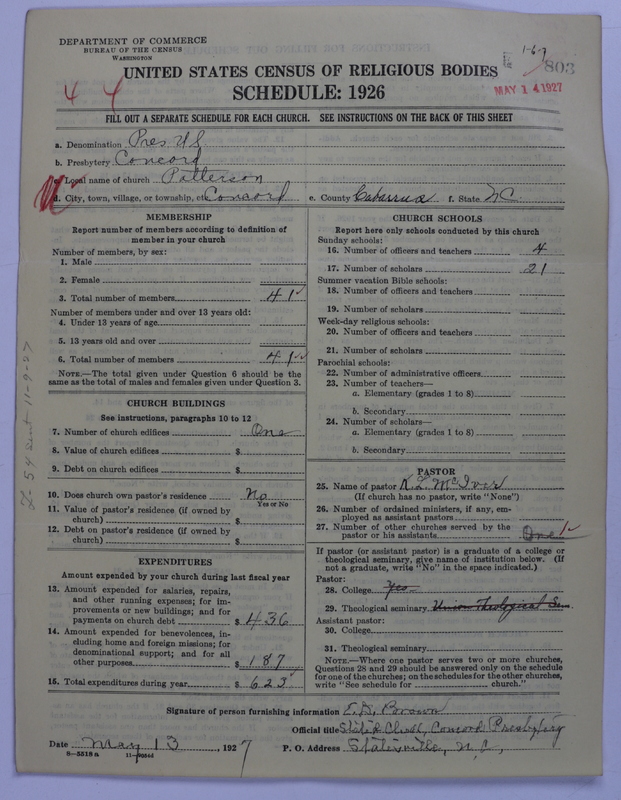 DEPARTMENT OF COMMERCE
BUREAU OF THE CENSUS
WASHINGTON
1-6-7
803
UNITED STATES CENSUS OF RELIGIOUS BODIES
SCHEDULE: 1926
MAY 14 1927
4 4
FILL OUT A SEPARATE SCHEDULE FOR EACH CHURCH. SEE INSTRUCTIONS ON THE BACK OF THIS SHEET
a. Denomination Pres U.S.
b. Presbytery Concord
c. Local name of church Patterson
d. City, town, village, or township, etc. Concord e. County Cabarrus f. State N.C.
MEMBERSHIP
Report number of members according to definition of
member in your church
Number of members, by sex:
1. Male
2. Female
3. Total number of members 41
Number of members under and over 13 years old:
4. Under 13 years of age
5. 13 years old and over
6. Total number of members 41
NOTE.—The total given under Question 6 should be the
same as the total of males and females given under Question 3.
CHURCH BUILDINGS
See instructions, paragraphs 10 to 12
7. Number of church edifices One
8. Value of church edifices $
9. Debt on church edifices $
10. Does church own pastor's residence No
Yes or No
11. Value of pastor's residence (if owned by
church) $
12. Debt on pastor's residence (if owned by
church) $
EXPENDITURES
Amount expended by your church during last fiscal year
13. Amount expended for salaries, repairs,
and other running expenses; for im-
provements or new buildings; and for
payments on church debt $ 436
14. Amount expended for benevolences, in-
cluding home and foreign missions; for
denominational support; and for all
other purposes $ 187
15. Total expenditures during year $ 623
CHURCH SCHOOLS
Report here only schools conducted by this church
Sunday schools:
16. Number of officers and teachers 4
17. Number of scholars 21
Summer vacation Bible schools:
18. Number of officers and teachers
19. Number of scholars
Week-day religious schools:
20. Number of officers and teachers
21. Number of scholars
Parochial schools:
22. Number of administrative officers
23. Number of teachers—
a. Elementary (grades 1 to 8)
b. Secondary
24. Number of scholars—
a. Elementary (grades 1 to 8)
b. Secondary
PASTOR
25. Name of pastor K.L. McIver
(If church has no pastor, write "None")
26. Number of ordained ministers, if any, em-
ployed as assistant pastors
27. Number of other churches served by the
pastor or his assistants One 1
If pastor (or assistant pastor) is a graduate of a college or
theological seminary, give name of institution below. (If
not a graduate, write "No" in the space indicated.)
Pastor:
28. College Yes
29. Theological seminary Union Theological Sem
Assistant pastor:
30. College
31. Theological seminary
NOTE.—Where one pastor serves two or more churches,
Questions 28 and 29 should be answered only on the schedule
for one of the churches; on the schedules for the other churches,
write "See schedule for church."
Signature of person furnishing information E.D. Brown
Official title Stated Clerk, Concord Presbytery
Date May 13, 1927 P. O. Address Statesville, N.C.
8—5518a